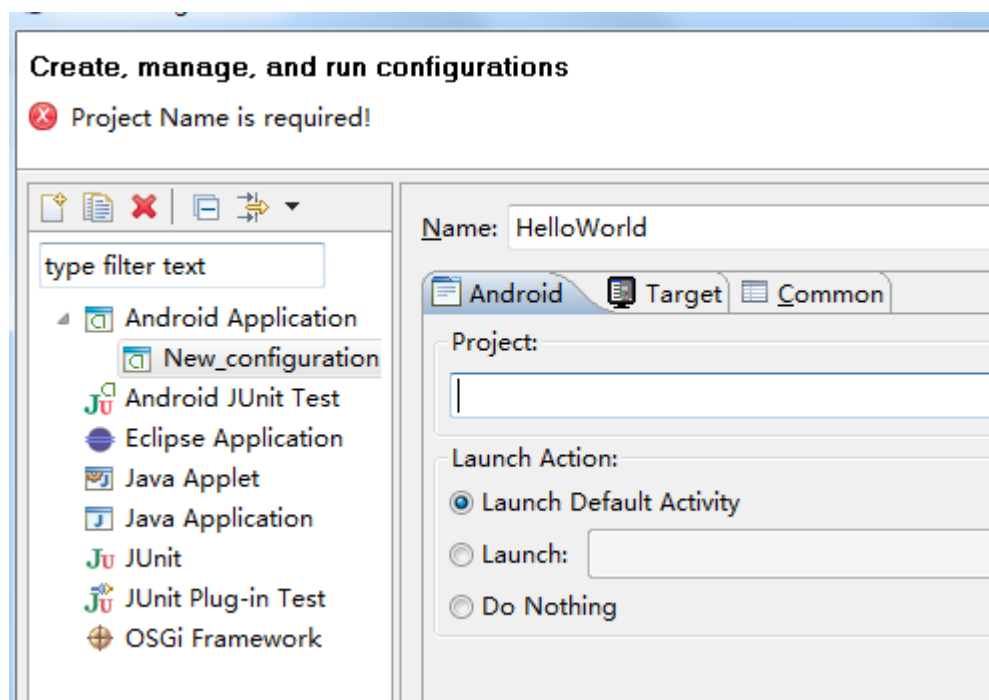 Create, manage, and run configurations
Project Name is required!
type filter text
Android Application
New_configuration
Android JUnit Test
Eclipse Application
Java Applet
Java Application
JUnit
JUnit Plug-in Test
OSGi Framework
Name: HelloWorld
Android Target Common
Project:
Launch Action:
Launch Default Activity
Launch:
Do Nothing